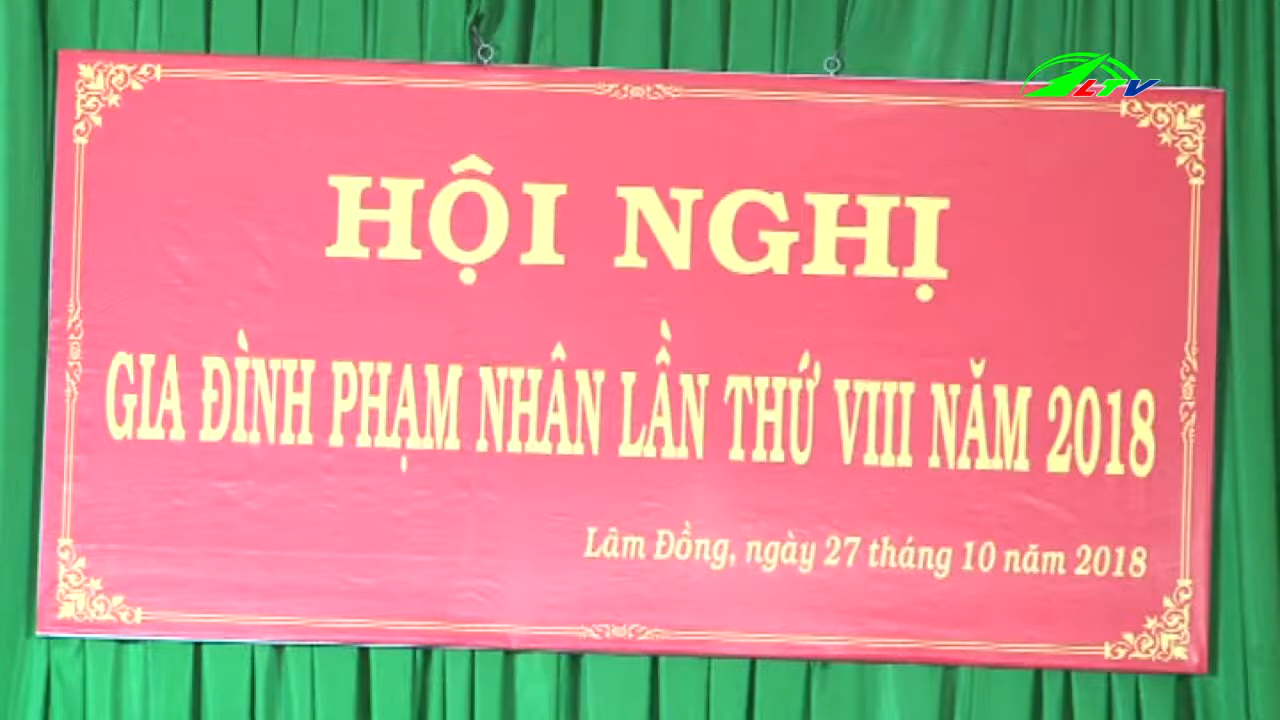 LTV
HỘI NGHỊ
GIA ĐÌNH PHẠM NHÂN LẦN THỨ VIII NĂM 2018
Lâm Đồng, ngày 27 tháng 10 năm 2018